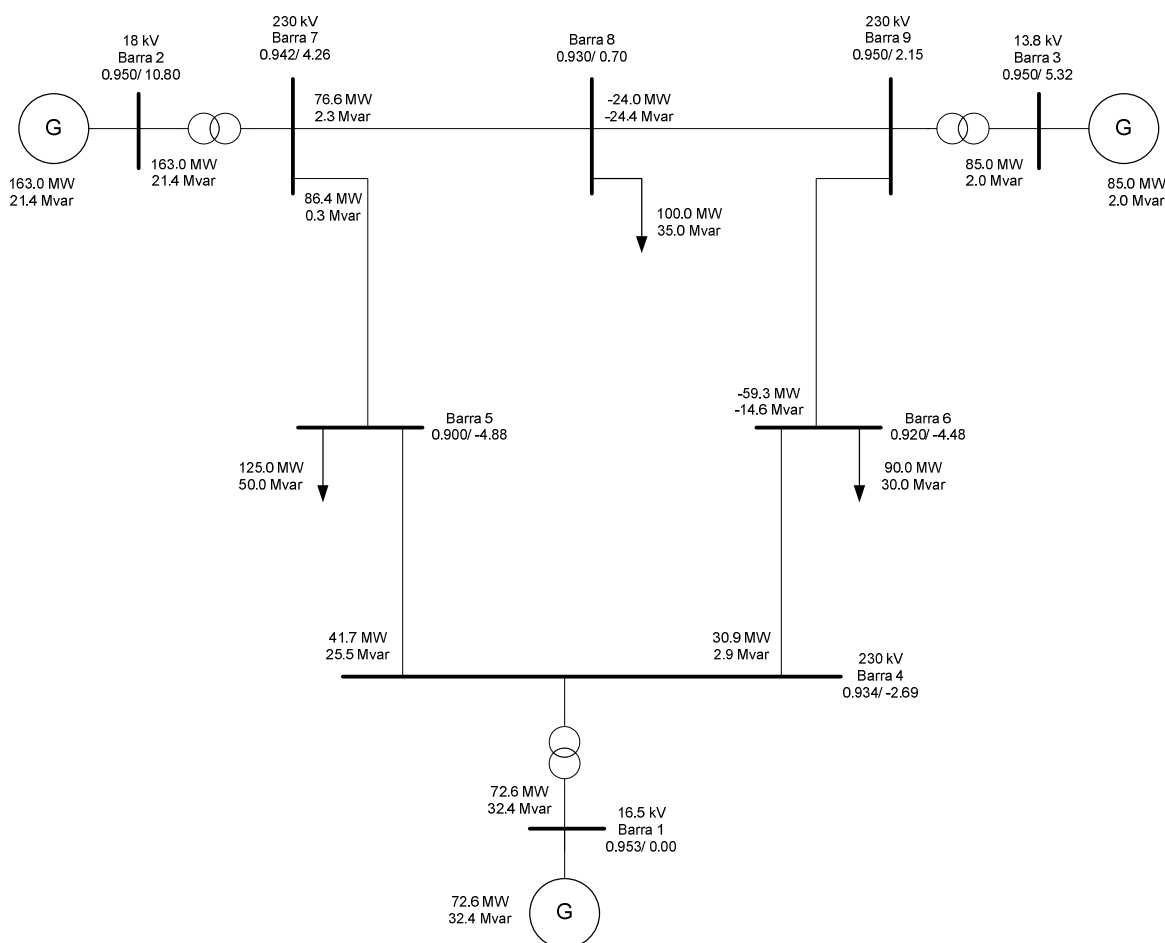 18 kV
Barra 2
0.950/ 10.80
230 kV
Barra 7
0.942/ 4.26
Barra 8
0.930/ 0.70
230 kV
Barra 9
0.950/ 2.15
13.8 kV
Barra 3
0.950/ 5.32
G
163.0 MW
21.4 Mvar
163.0 MW
21.4 Mvar
76.6 MW
2.3 Mvar
-24.0 MW
-24.4 Mvar
85.0 MW
2.0 Mvar
G
85.0 MW
2.0 Mvar
86.4 MW
0.3 Mvar
100.0 MW
35.0 Mvar
Barra 5
0.900/ -4.88
-59.3 MW
-14.6 Mvar
Barra 6
0.920/ -4.48
125.0 MW
50.0 Mvar
90.0 MW
30.0 Mvar
41.7 MW
25.5 Mvar
30.9 MW
2.9 Mvar
230 kV
Barra 4
0.934/ -2.69
72.6 MW
32.4 Mvar
16.5 kV
Barra 1
0.953/ 0.00
72.6 MW
32.4 Mvar
G